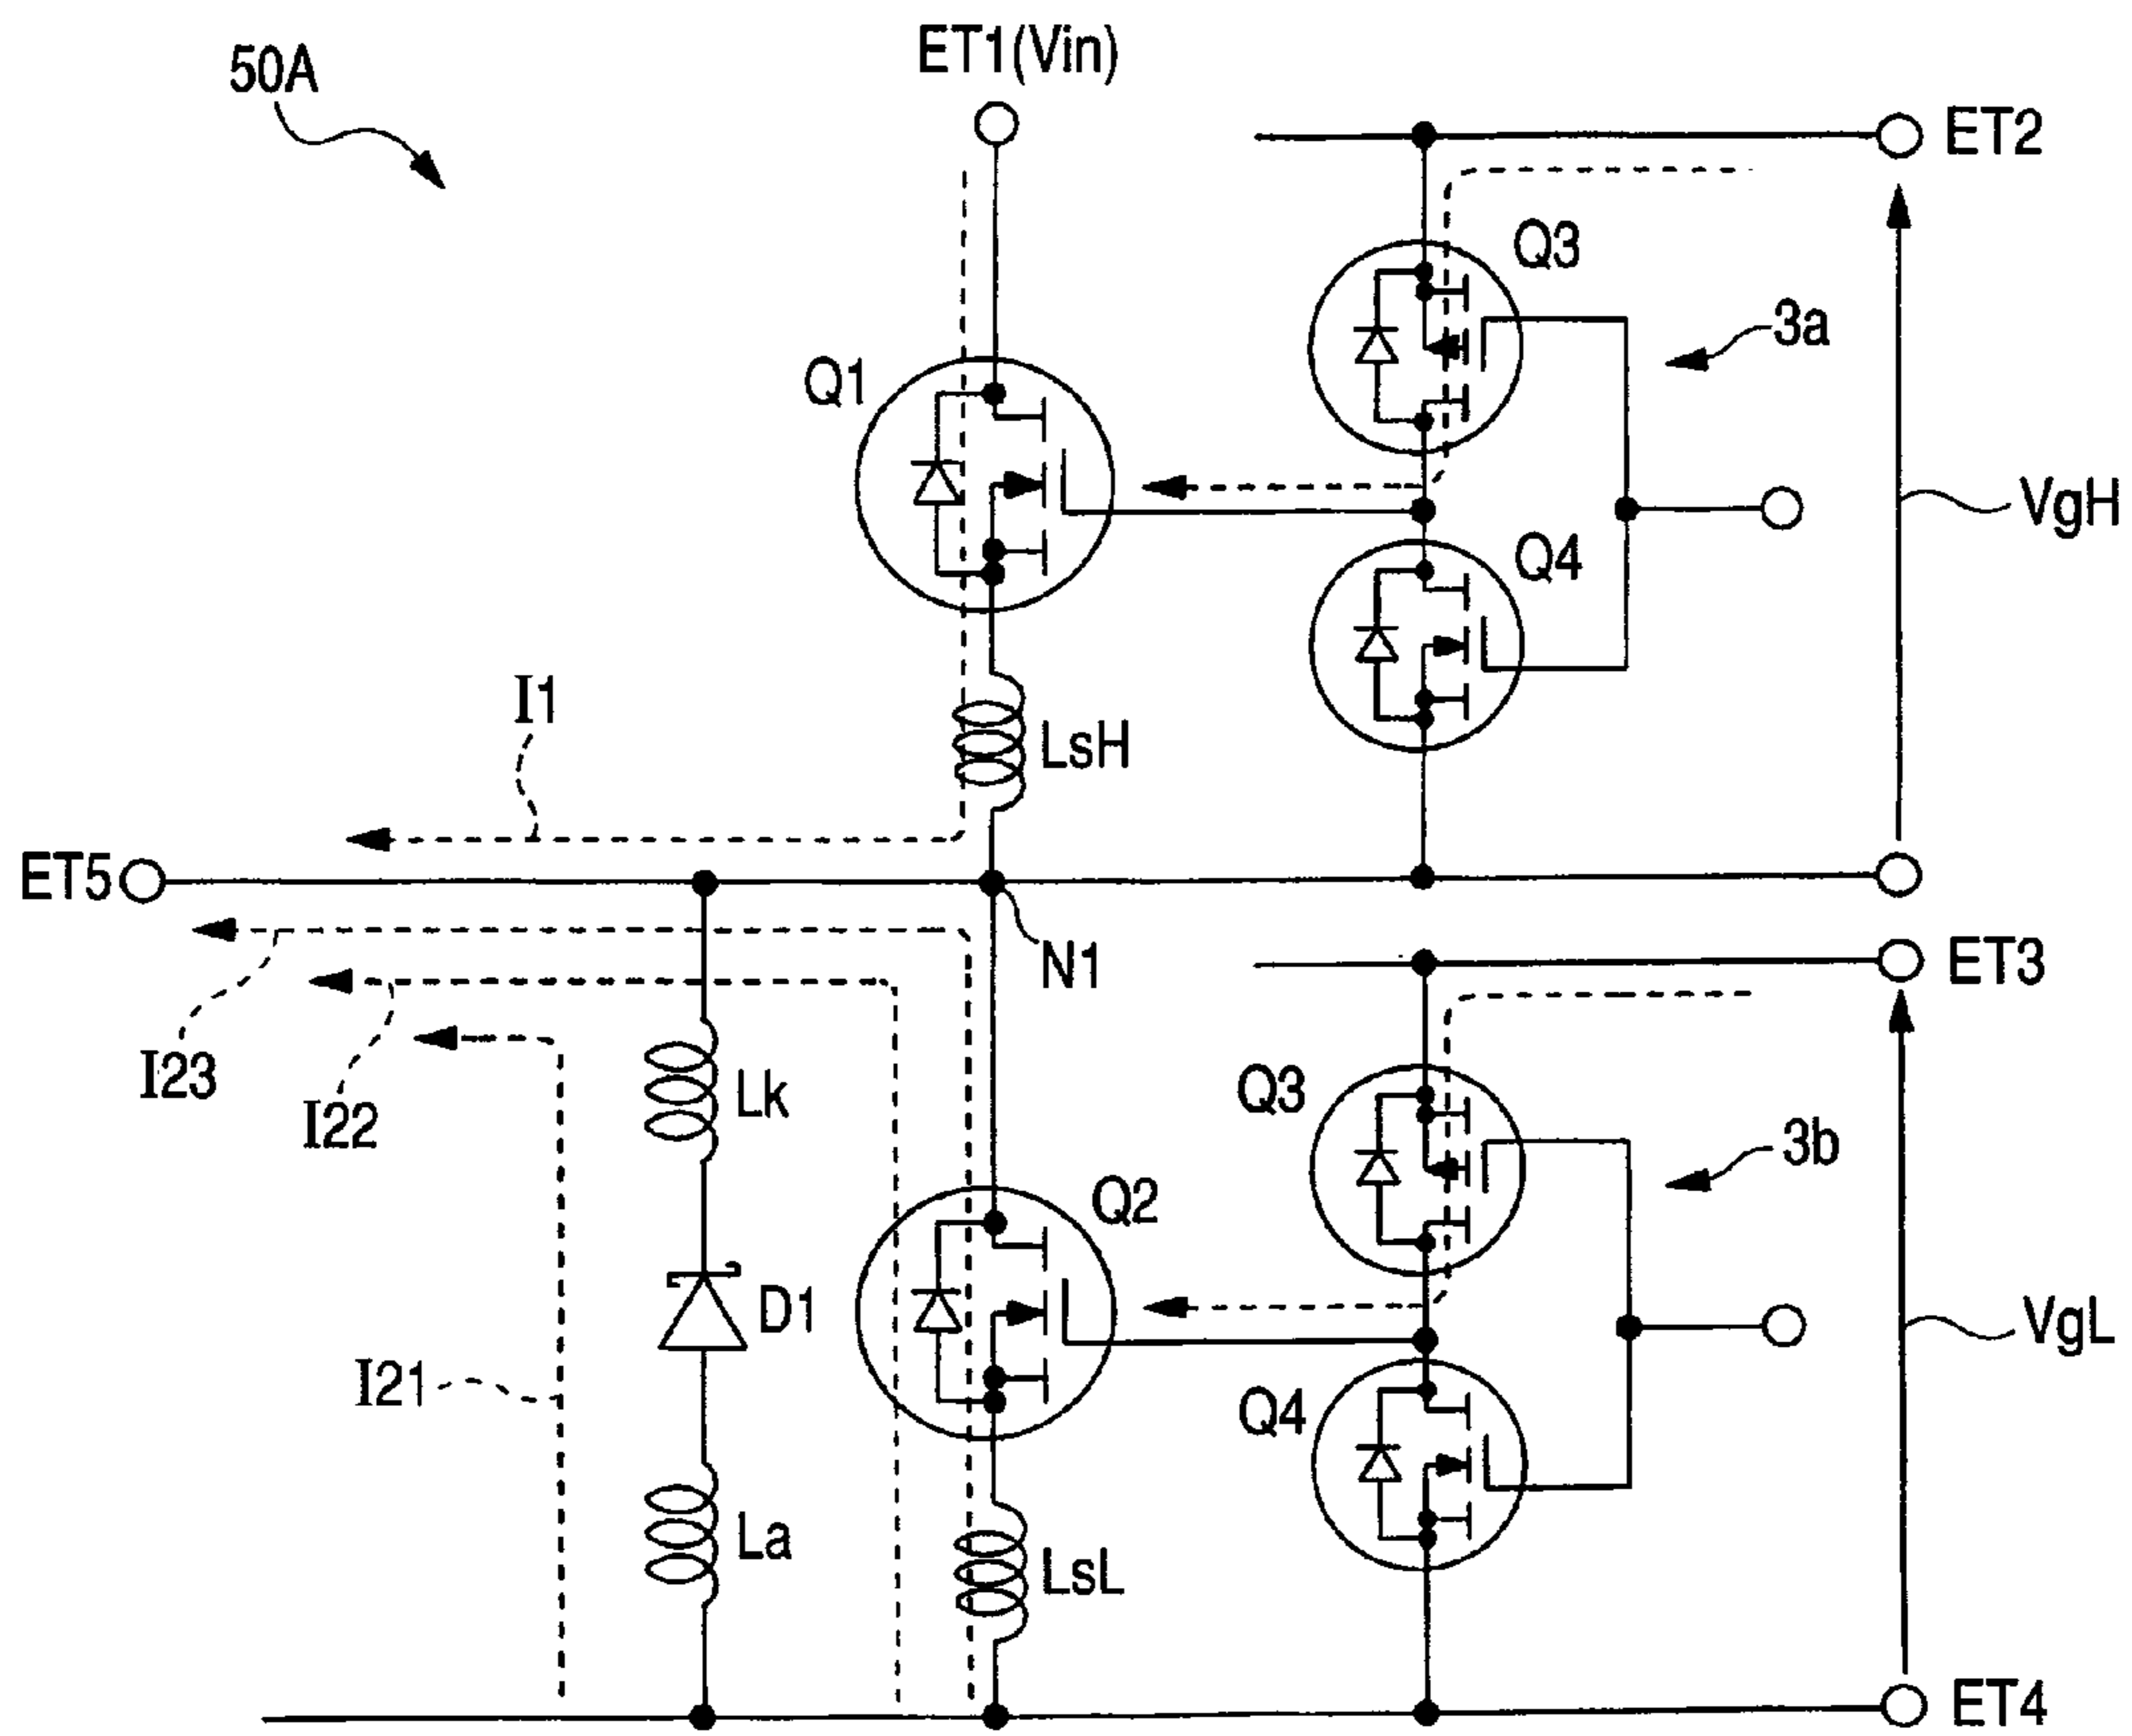 50A
ET1(Vin)
ET2
Q3
3a
Q1
VgH
Q4
I1
LsH
ET5
N1
ET3
I23
I22
Lk
Q3
3b
Q2
D1
VgL
I21
Q4
La
LsL
ET4